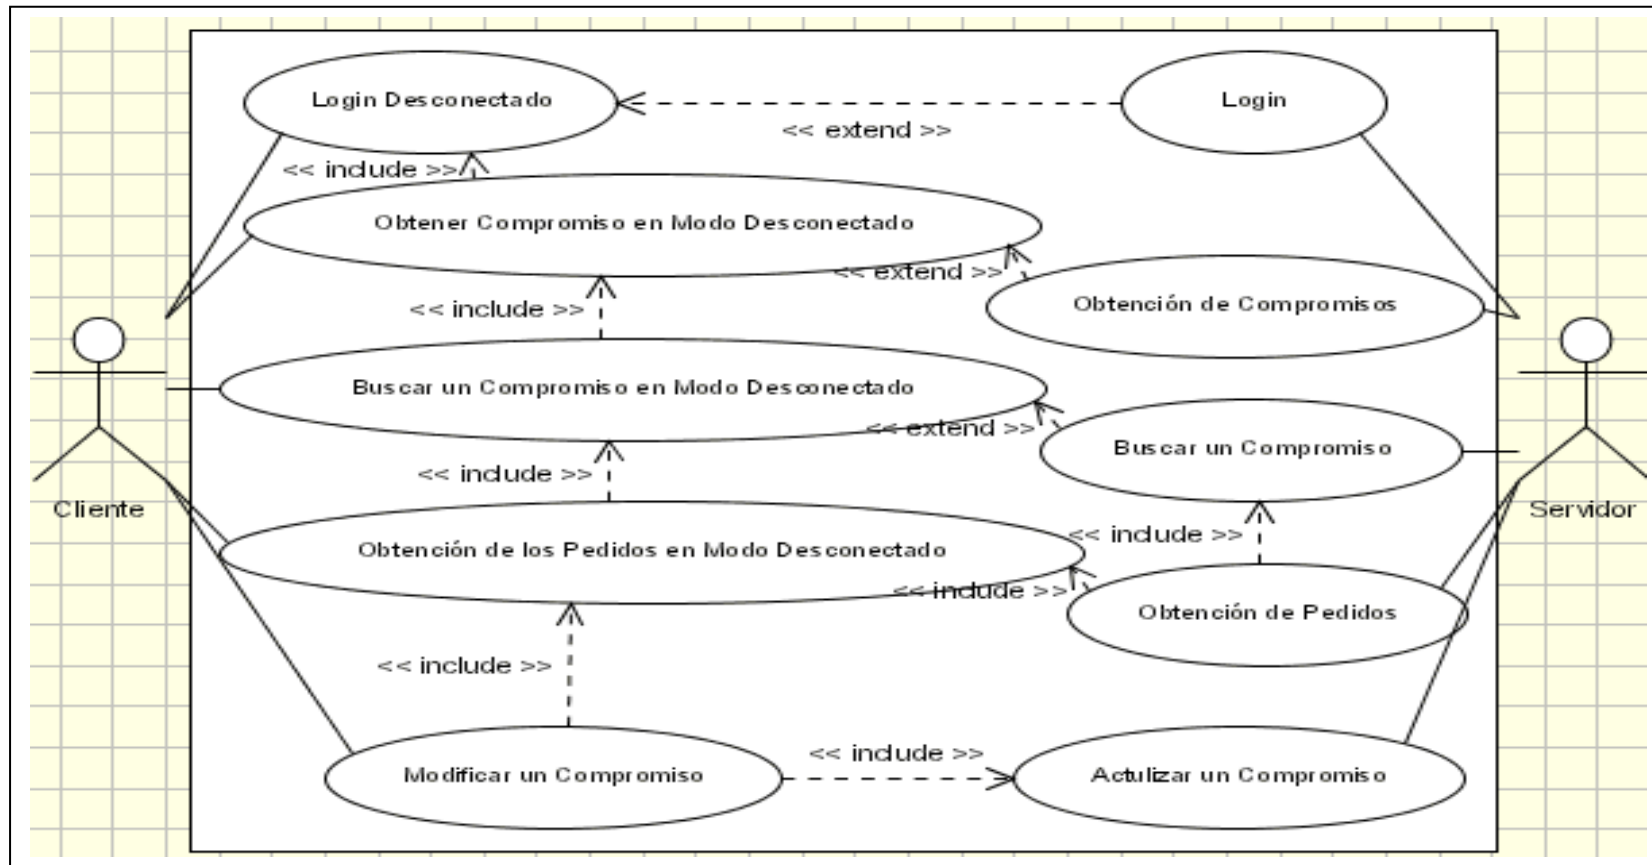 Login Desconectado
Login
<< extend >>
<< include >>
Obtener Compromiso en Modo Desconectado
<< extend >>
Obtención de Compromisos
<< include >>
Buscar un Compromiso en Modo Desconectado
<< extend >>
Buscar un Compromiso
<< include >>
Cliente
Servidor
Obtención de los Pedidos en Modo Desconectado
<< include >>
<< include >>
Obtención de Pedidos
<< include >>
<< include >>
Modificar un Compromiso
Actulizar un Compromiso